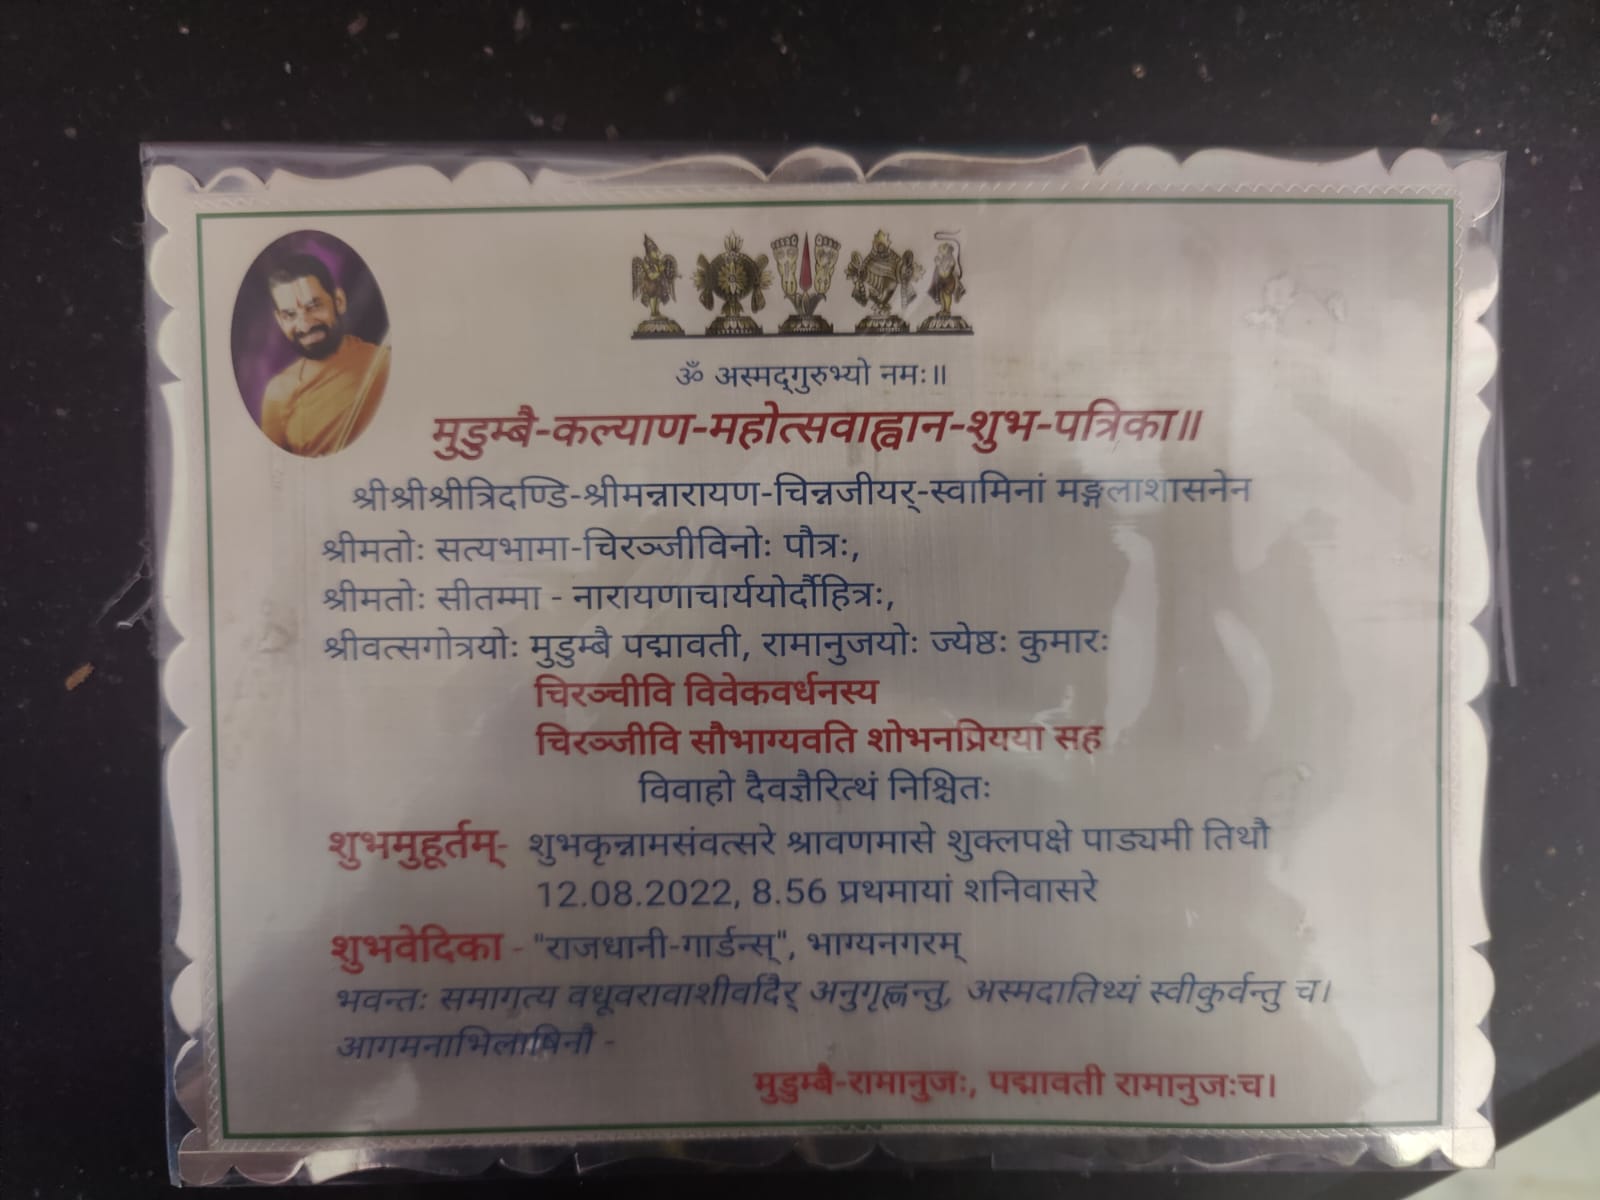 ॐ अस्मद्गुरुभ्यो नमः॥
मुडुम्बै-कल्याण-महोत्सवाह्वान-शुभ-पत्रिका॥
श्रीश्रीश्रीत्रिदण्डि-श्रीमन्नारायण-चिन्नजीयर्-स्वामिनां मङ्गलाशासनेन
श्रीमतोः सत्यभामा-चिरञ्जीविनोः पौत्रः,
श्रीमतोः सीतम्मा - नारायणाचार्ययोर्दौहित्रः,
श्रीवत्सगोत्रयोः मुडुम्बै पद्मावती, रामानुजयोः ज्येष्ठः कुमारः
चिरञ्चीवि विवेकवर्धनस्य
चिरञ्जीवि सौभाग्यवति शोभनप्रियया सह
विवाहो दैवज्ञैरित्थं निश्चितः
शुभमुहूर्तम्- शुभकृन्नामसंवत्सरे श्रावणमासे शुक्लपक्षे पाड्यमी तिथौ
12.08.2022, 8.56 प्रथमायां शनिवासरे
शुभवेदिका - "राजधानी-गार्डन्स्", भाग्यनगरम्
भवन्तः समागत्य वधूवरावाशीर्वादैर् अनुगृह्णन्तु, अस्मदातिथ्यं स्वीकुर्वन्तु च।
आगमनाभिलाषिनौ -
मुडुम्बै-रामानुजः, पद्मावती रामानुजःच।